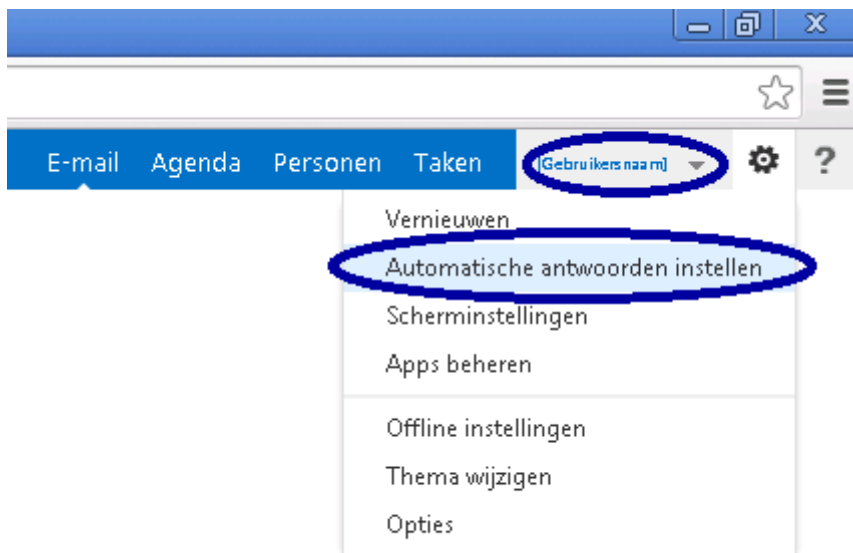 E-mail Agenda Personen Taken [Gebruikersnaam] ?
Vernieuwen
Automatische antwoorden instellen
Scherminstellingen
Apps beheren
Offline instellingen
Thema wijzigen
Opties